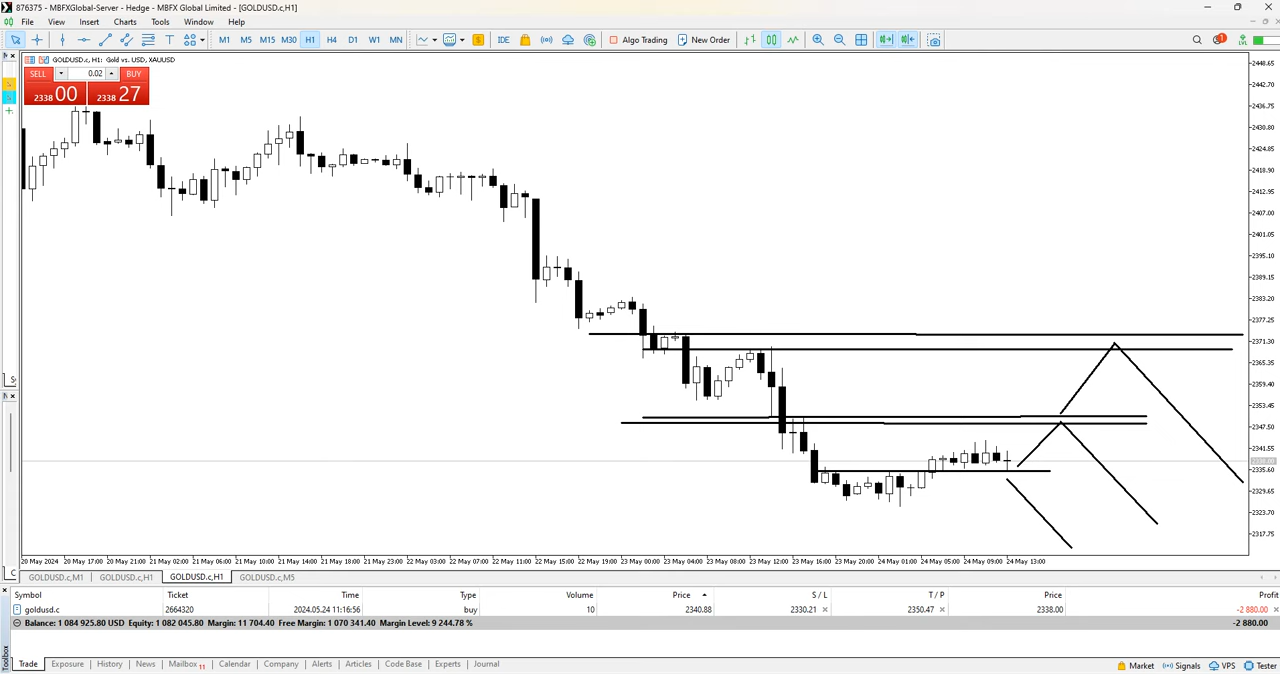 876375 - MBFXGlobal-Server - Hedge - MBFX Global Limited - [GOLDUSD.c,H1]
File View Insert Charts Tools Window Help
M1 M5 M15 M30 H1 H4 D1 W1 MN IDE Algo Trading New Order 1 LVL
GOLDUSD.c, H1: Gold vs. USD, XAUUSD
SELL 0.02 BUY
2338 00 2338 27
2448.65
2442.70
2436.75
2430.80
2424.85
2418.90
2412.95
2407.00
2401.05
2395.10
2389.15
2383.20
2377.25
2371.30
2365.35
2359.40
2353.45
2347.50
2341.55
2338.00
2335.60
2329.65
2323.70
2317.75
20 May 2024 20 May 17:00 20 May 21:00 21 May 02:00 21 May 06:00 21 May 10:00 21 May 14:00 21 May 18:00 21 May 23:00 22 May 03:00 22 May 07:00 22 May 11:00 22 May 15:00 22 May 19:00 23 May 00:00 23 May 04:00 23 May 08:00 23 May 12:00 23 May 16:00 23 May 20:00 24 May 01:00 24 May 05:00 24 May 09:00 24 May 13:00
GOLDUSD.c,M1 GOLDUSD.c,H1 GOLDUSD.c,H1 GOLDUSD.c,M5
Symbol Ticket Time Type Volume Price S / L T / P Price Profit
goldusd.c 2664320 2024.05.24 11:16:56 buy 10 2340.88 2330.21 2350.47 2338.00 -2 880.00
Balance: 1 084 925.80 USD Equity: 1 082 045.80 Margin: 11 704.40 Free Margin: 1 070 341.40 Margin Level: 9 244.78 % -2 880.00
Toolbox
Trade Exposure History News Mailbox 11 Calendar Company Alerts Articles Code Base Experts Journal Market Signals VPS Tester